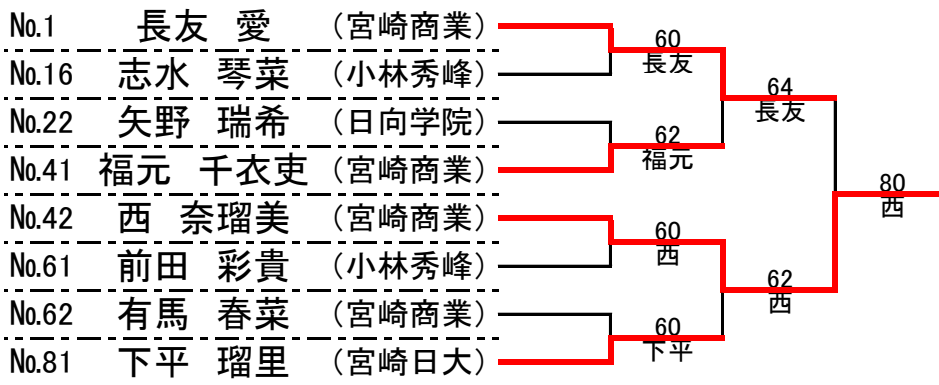 No.1 長友 愛 (宮崎商業)
No.16 志水 琴菜 (小林秀峰)
No.22 矢野 瑞希 (日向学院)
No.41 福元 千衣吏 (宮崎商業)
No.42 西 奈瑠美 (宮崎商業)
No.61 前田 彩貴 (小林秀峰)
No.62 有馬 春菜 (宮崎商業)
No.81 下平 瑠里 (宮崎日大)
60
長友
62
福元
60
西
60
下平
64
長友
62
西
80
西